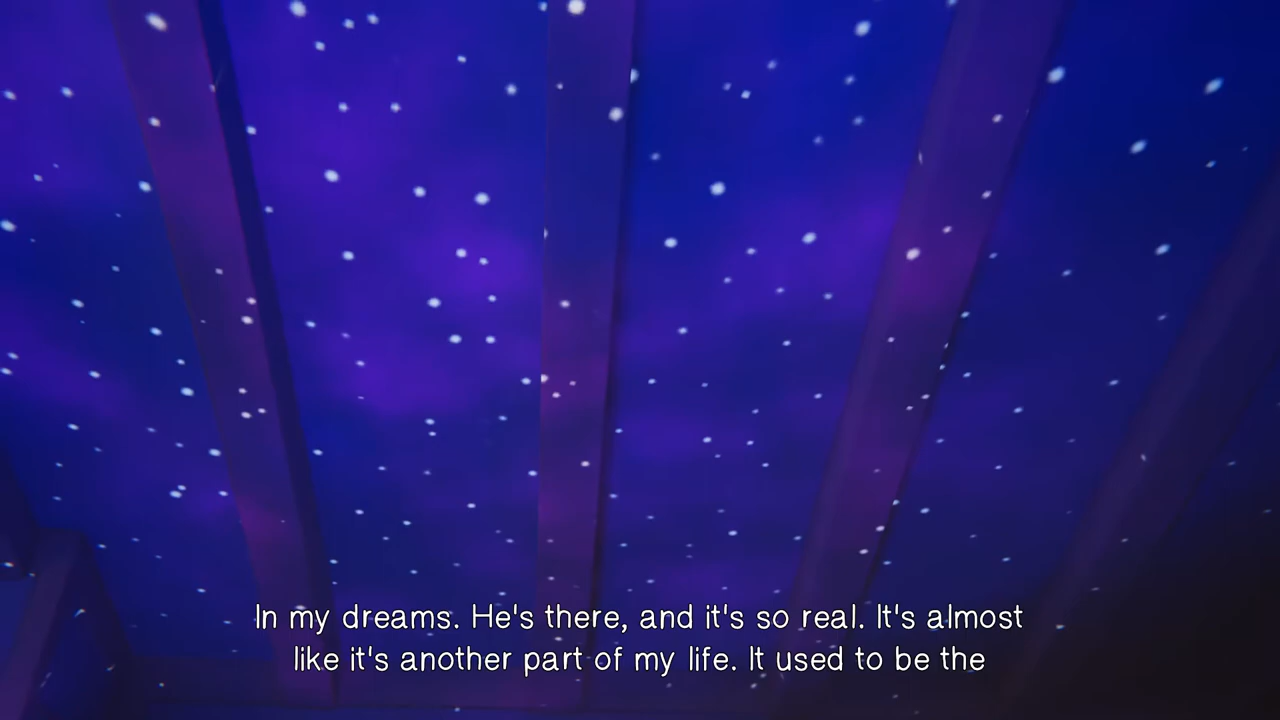 In my dreams. He's there, and it's so real. It's almost
like it's another part of my life. It used to be the